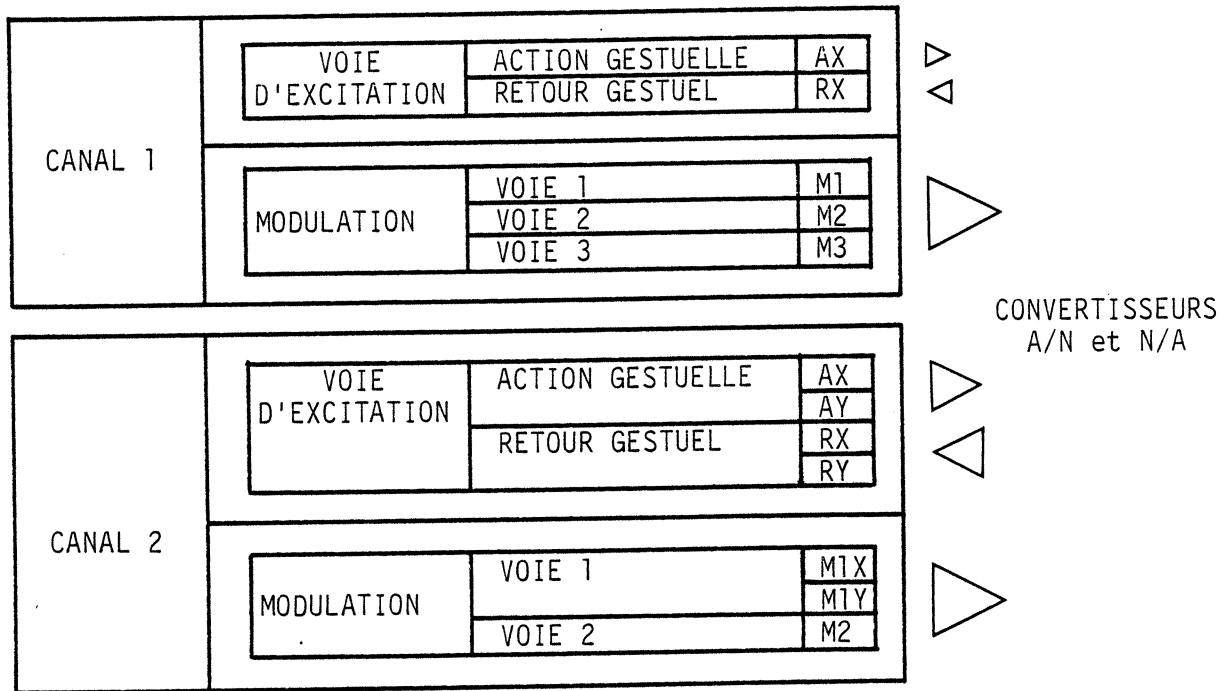 VOIE
D'EXCITATION
ACTION GESTUELLE AX
RETOUR GESTUEL RX
CANAL 1
MODULATION
VOIE 1 M1
VOIE 2 M2
VOIE 3 M3
CONVERTISSEURS
A/N et N/A
CANAL 2
VOIE
D'EXCITATION
ACTION GESTUELLE AX
AY
RETOUR GESTUEL RX
RY
MODULATION
VOIE 1 M1X
M1Y
VOIE 2 M2